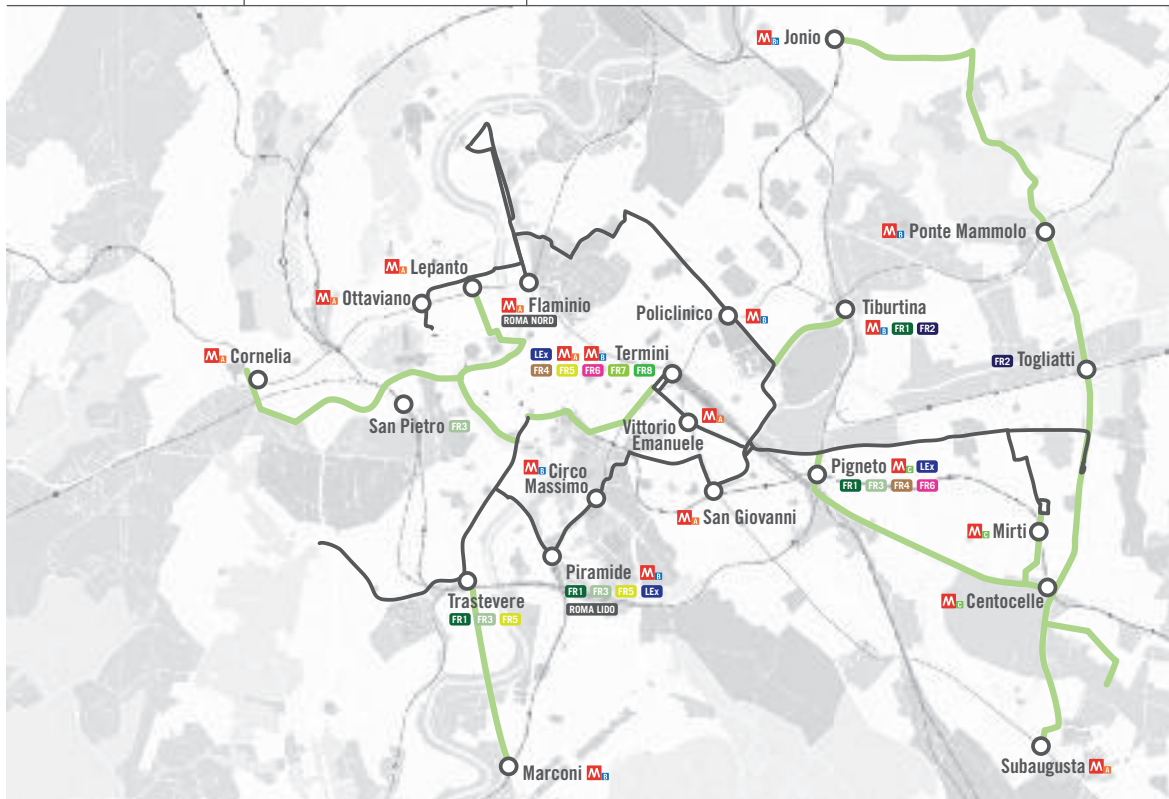 M B1 Jonio
M B Ponte Mammolo
M A Lepanto
M A Ottaviano
M A Flaminio
ROMA NORD
Policlinico M B
Tiburtina
M B FR1 FR2
M A Cornelia
LEx M A M B Termini
FR4 FR5 FR6 FR7 FR8
FR2 Togliatti
San Pietro FR3
Vittorio M A
Emanuele
M B Circo
Massimo
Pigneto M C LEx
FR1 FR3 FR4 FR6
M A San Giovanni
M C Mirti
Piramide M B
FR1 FR3 FR5 LEx
ROMA LIDO
Trastevere
FR1 FR3 FR5
M C Centocelle
Marconi M B
Subaugusta M A